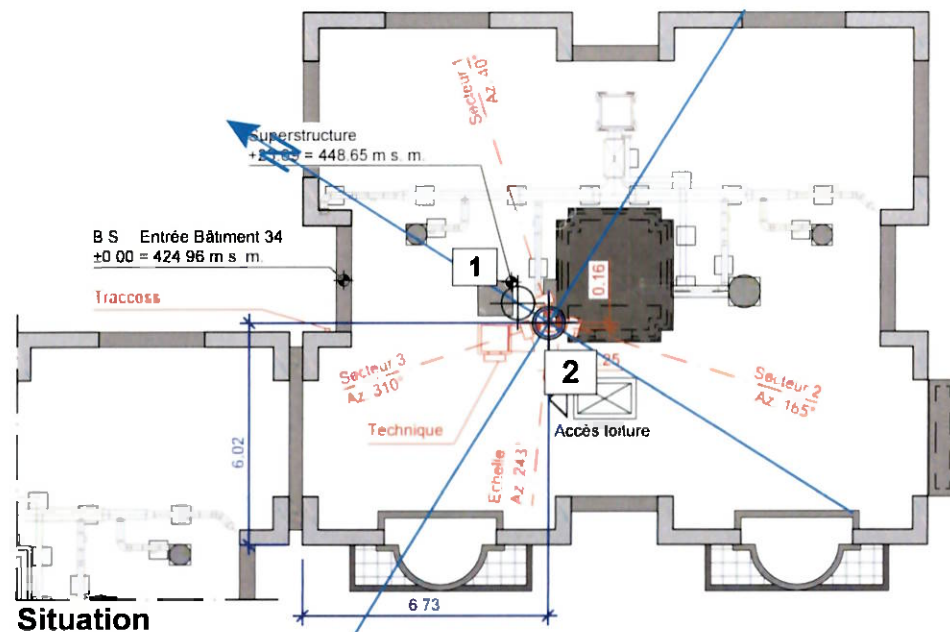 Secteur 1
Az 40°
N
Superstructure
= 448.65 m s. m.
B S Entrée Bâtiment 34
±0 00 = 424 96 m s m.
1
0.16
Traccoss
Secteur 3
Az 310°
2
25
Secteur 2
Az 165°
Technique
Accès toiture
6.02
Echelle
Az 243°
6 73
Situation